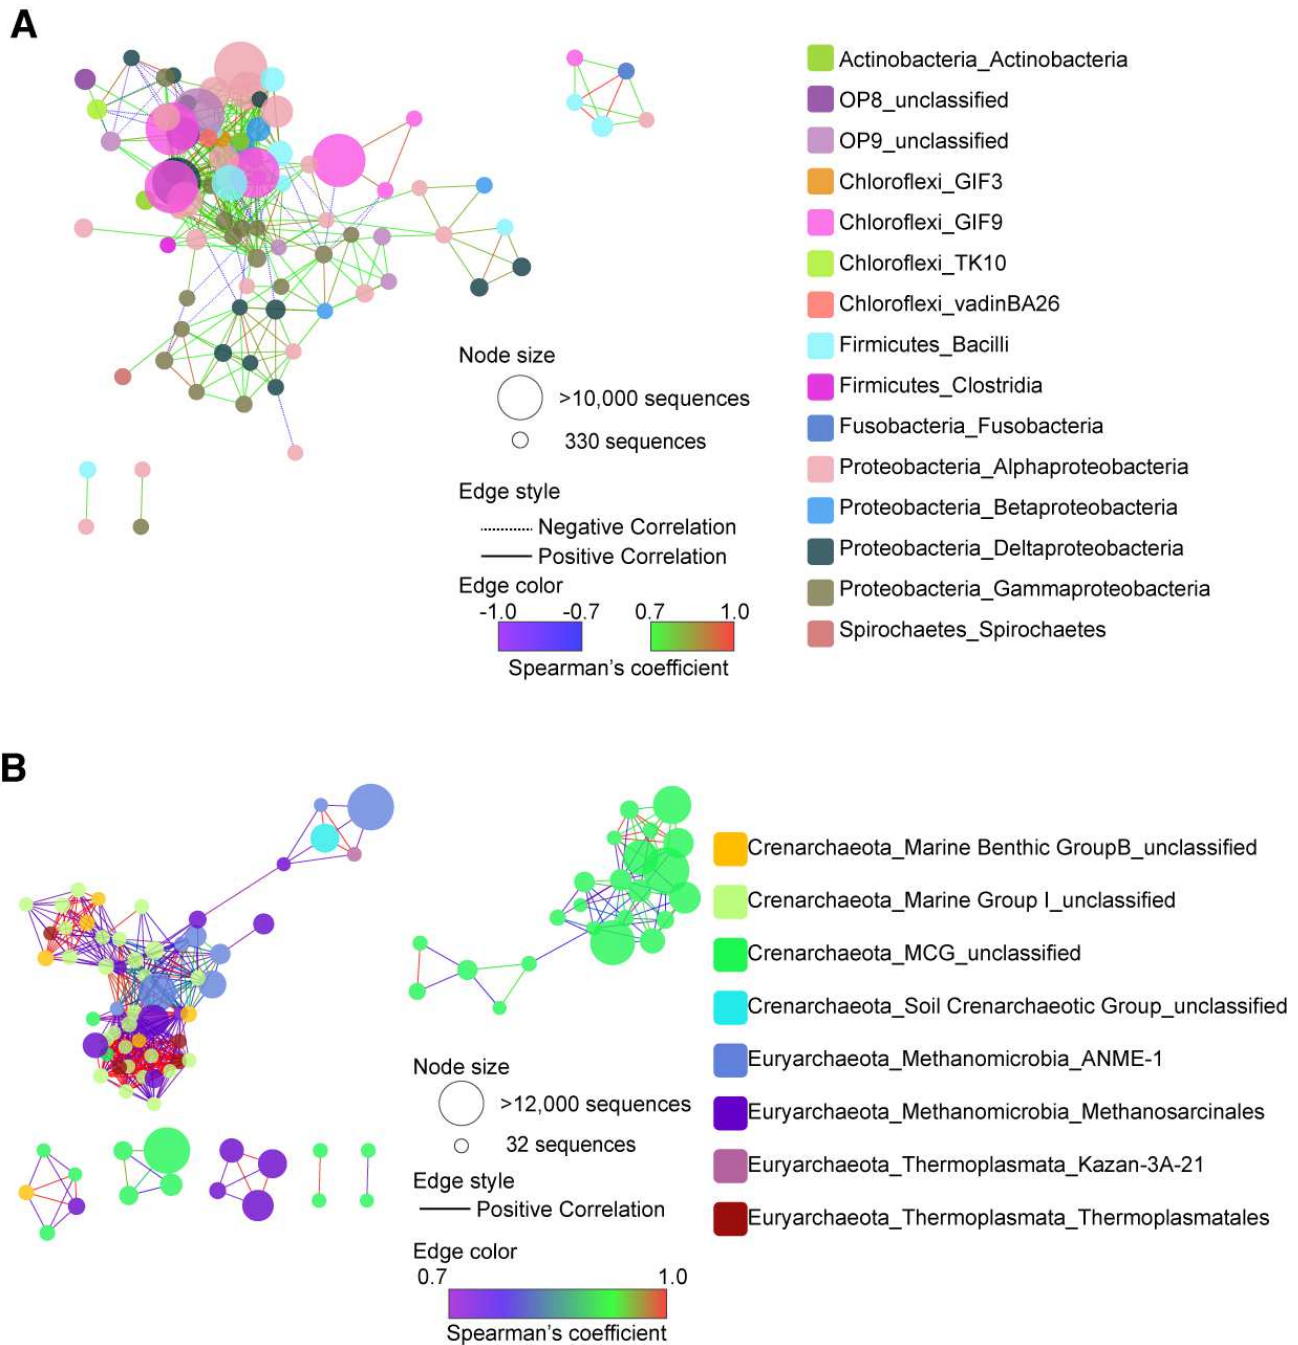 A
Actinobacteria_Actinobacteria
OP8_unclassified
OP9_unclassified
Chloroflexi_GIF3
Chloroflexi_GIF9
Chloroflexi_TK10
Chloroflexi_vadinBA26
Firmicutes_Bacilli
Firmicutes_Clostridia
Fusobacteria_Fusobacteria
Proteobacteria_Alphaproteobacteria
Proteobacteria_Betaproteobacteria
Proteobacteria_Deltaproteobacteria
Proteobacteria_Gammaproteobacteria
Spirochaetes_Spirochaetes
Node size
>10,000 sequences
330 sequences
Edge style
Negative Correlation
Positive Correlation
Edge color
-1.0 -0.7 0.7 1.0
Spearman's coefficient
B
Crenarchaeota_Marine Benthic GroupB_unclassified
Crenarchaeota_Marine Group I_unclassified
Crenarchaeota_MCG_unclassified
Crenarchaeota_Soil Crenarchaeotic Group_unclassified
Euryarchaeota_Methanomicrobia_ANME-1
Euryarchaeota_Methanomicrobia_Methanosarcinales
Euryarchaeota_Thermoplasmata_Kazan-3A-21
Euryarchaeota_Thermoplasmata_Thermoplasmatales
Node size
>12,000 sequences
32 sequences
Edge style
Positive Correlation
Edge color
0.7 1.0
Spearman's coefficient